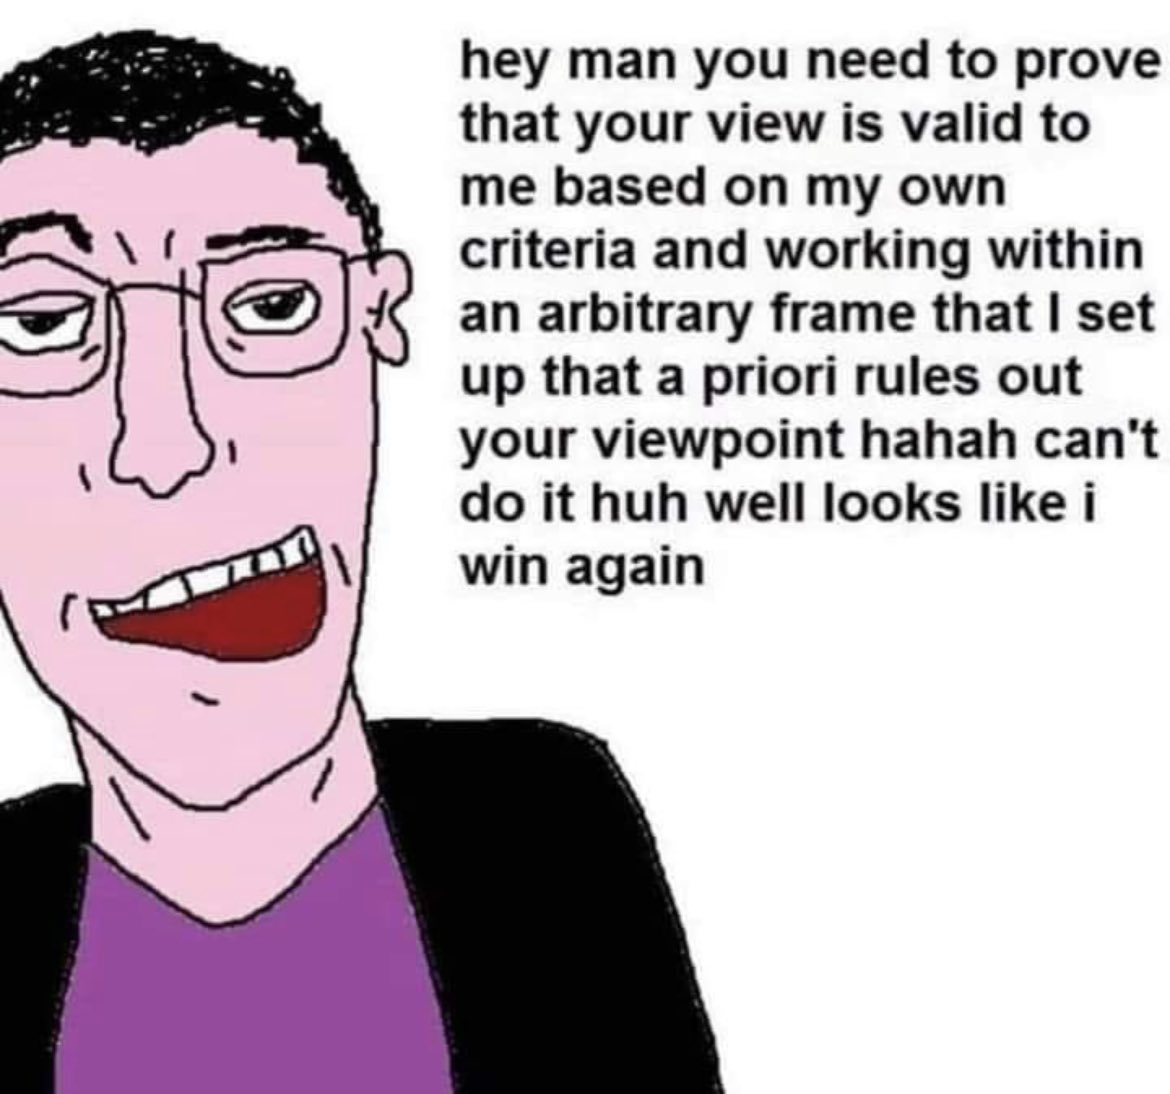 hey man you need to prove
that your view is valid to
me based on my own
criteria and working within
an arbitrary frame that I set
up that a priori rules out
your viewpoint hahah can't
do it huh well looks like i
win again